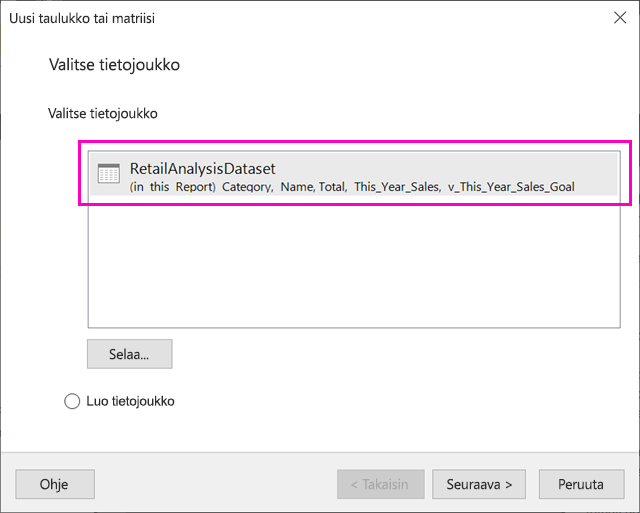 Uusi taulukko tai matriisi
Valitse tietojoukko
Valitse tietojoukko
RetailAnalysisDataset
(in this Report) Category, Name, Total, This_Year_Sales, v_This_Year_Sales_Goal
Selaa...
Luo tietojoukko
Ohje
< Takaisin
Seuraava >
Peruuta